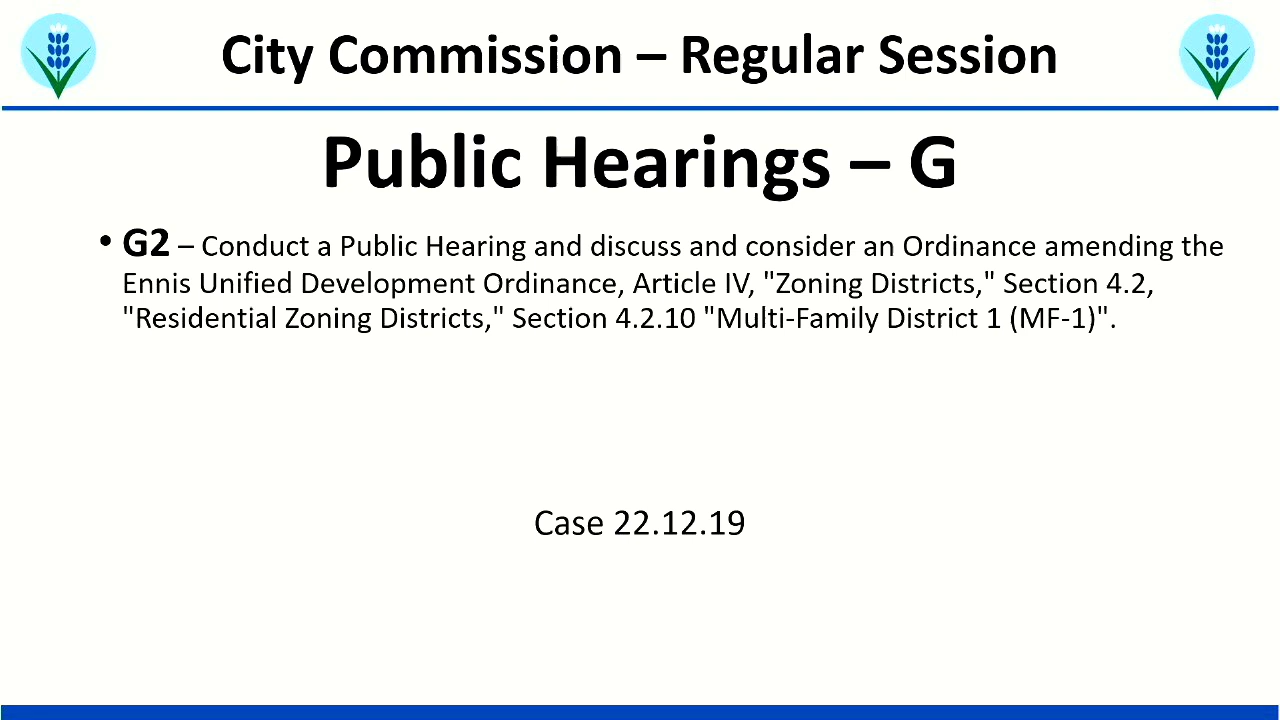 City Commission – Regular Session
Public Hearings – G
• G2 – Conduct a Public Hearing and discuss and consider an Ordinance amending the
Ennis Unified Development Ordinance, Article IV, "Zoning Districts," Section 4.2,
"Residential Zoning Districts," Section 4.2.10 "Multi-Family District 1 (MF-1)".
Case 22.12.19